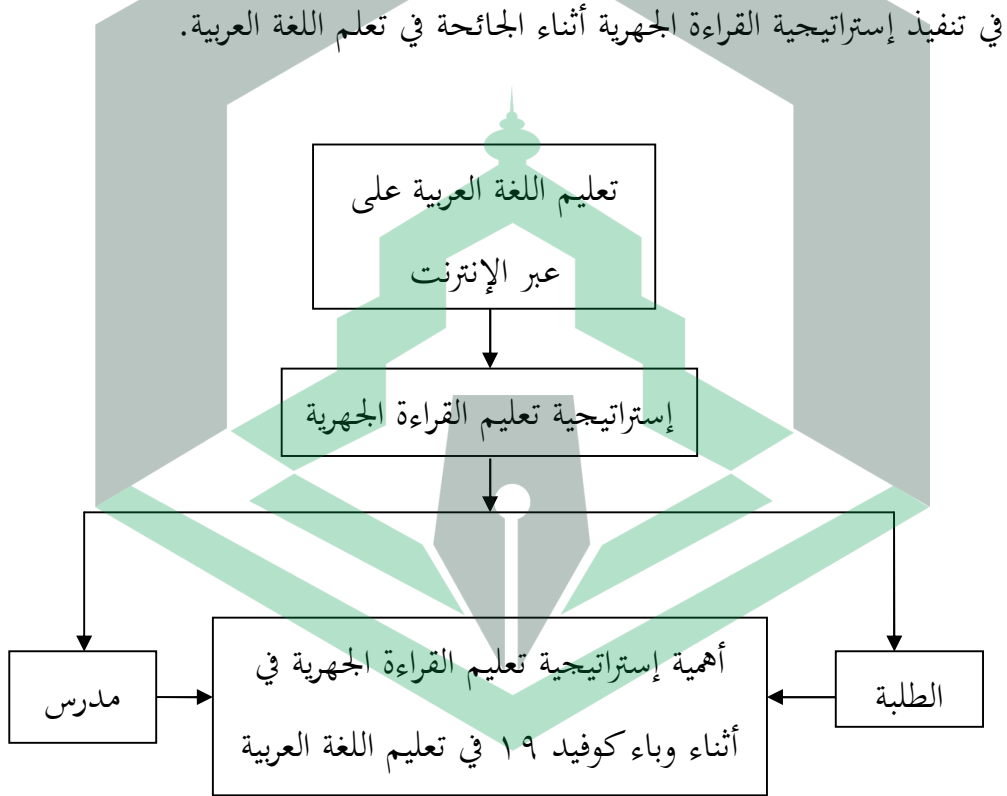 في تنفيذ إستراتيجية القراءة الجهرية أثناء الجائحة في تعلم اللغة العربية.
تعليم اللغة العربية على
عبر الإنترنت
إستراتيجية تعليم القراءة الجهرية
الطلبة
أهمية إستراتيجية تعليم القراءة الجهرية في
أثناء وباء كوفيد ١٩ في تعليم اللغة العربية
مدرس